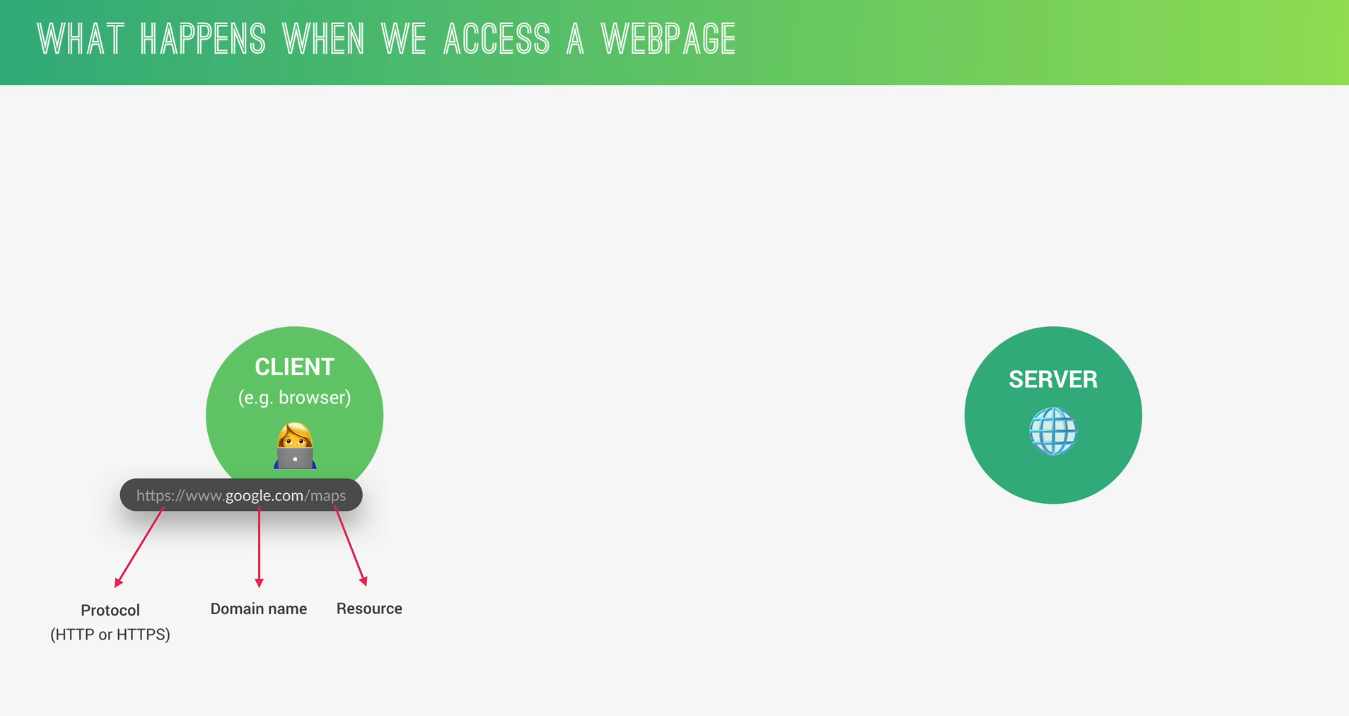 WHAT HAPPENS WHEN WE ACCESS A WEBPAGE
CLIENT
(e.g. browser)
https://www.google.com/maps
Protocol
(HTTP or HTTPS)
Domain name
Resource
SERVER